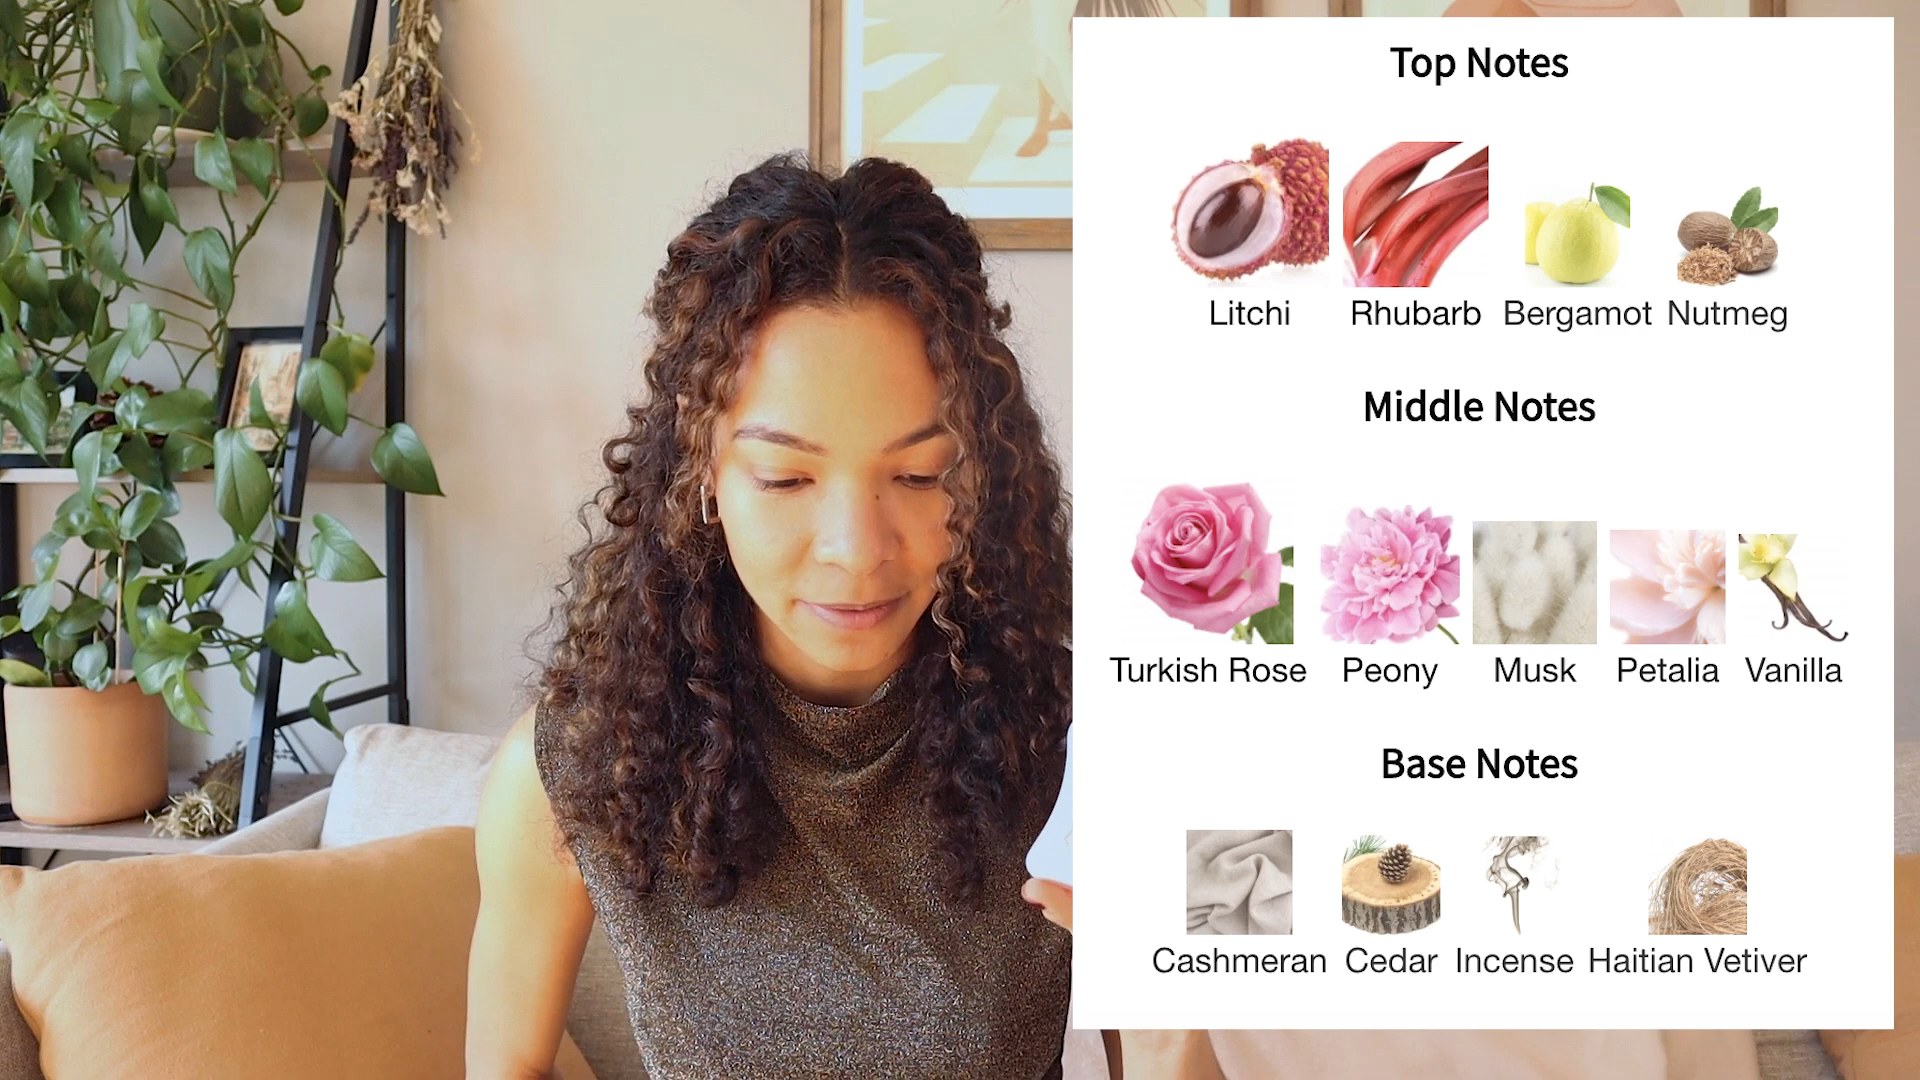 Top Notes
Litchi Rhubarb Bergamot Nutmeg
Middle Notes
Turkish Rose Peony Musk Petalia Vanilla
Base Notes
Cashmeran Cedar Incense Haitian Vetiver